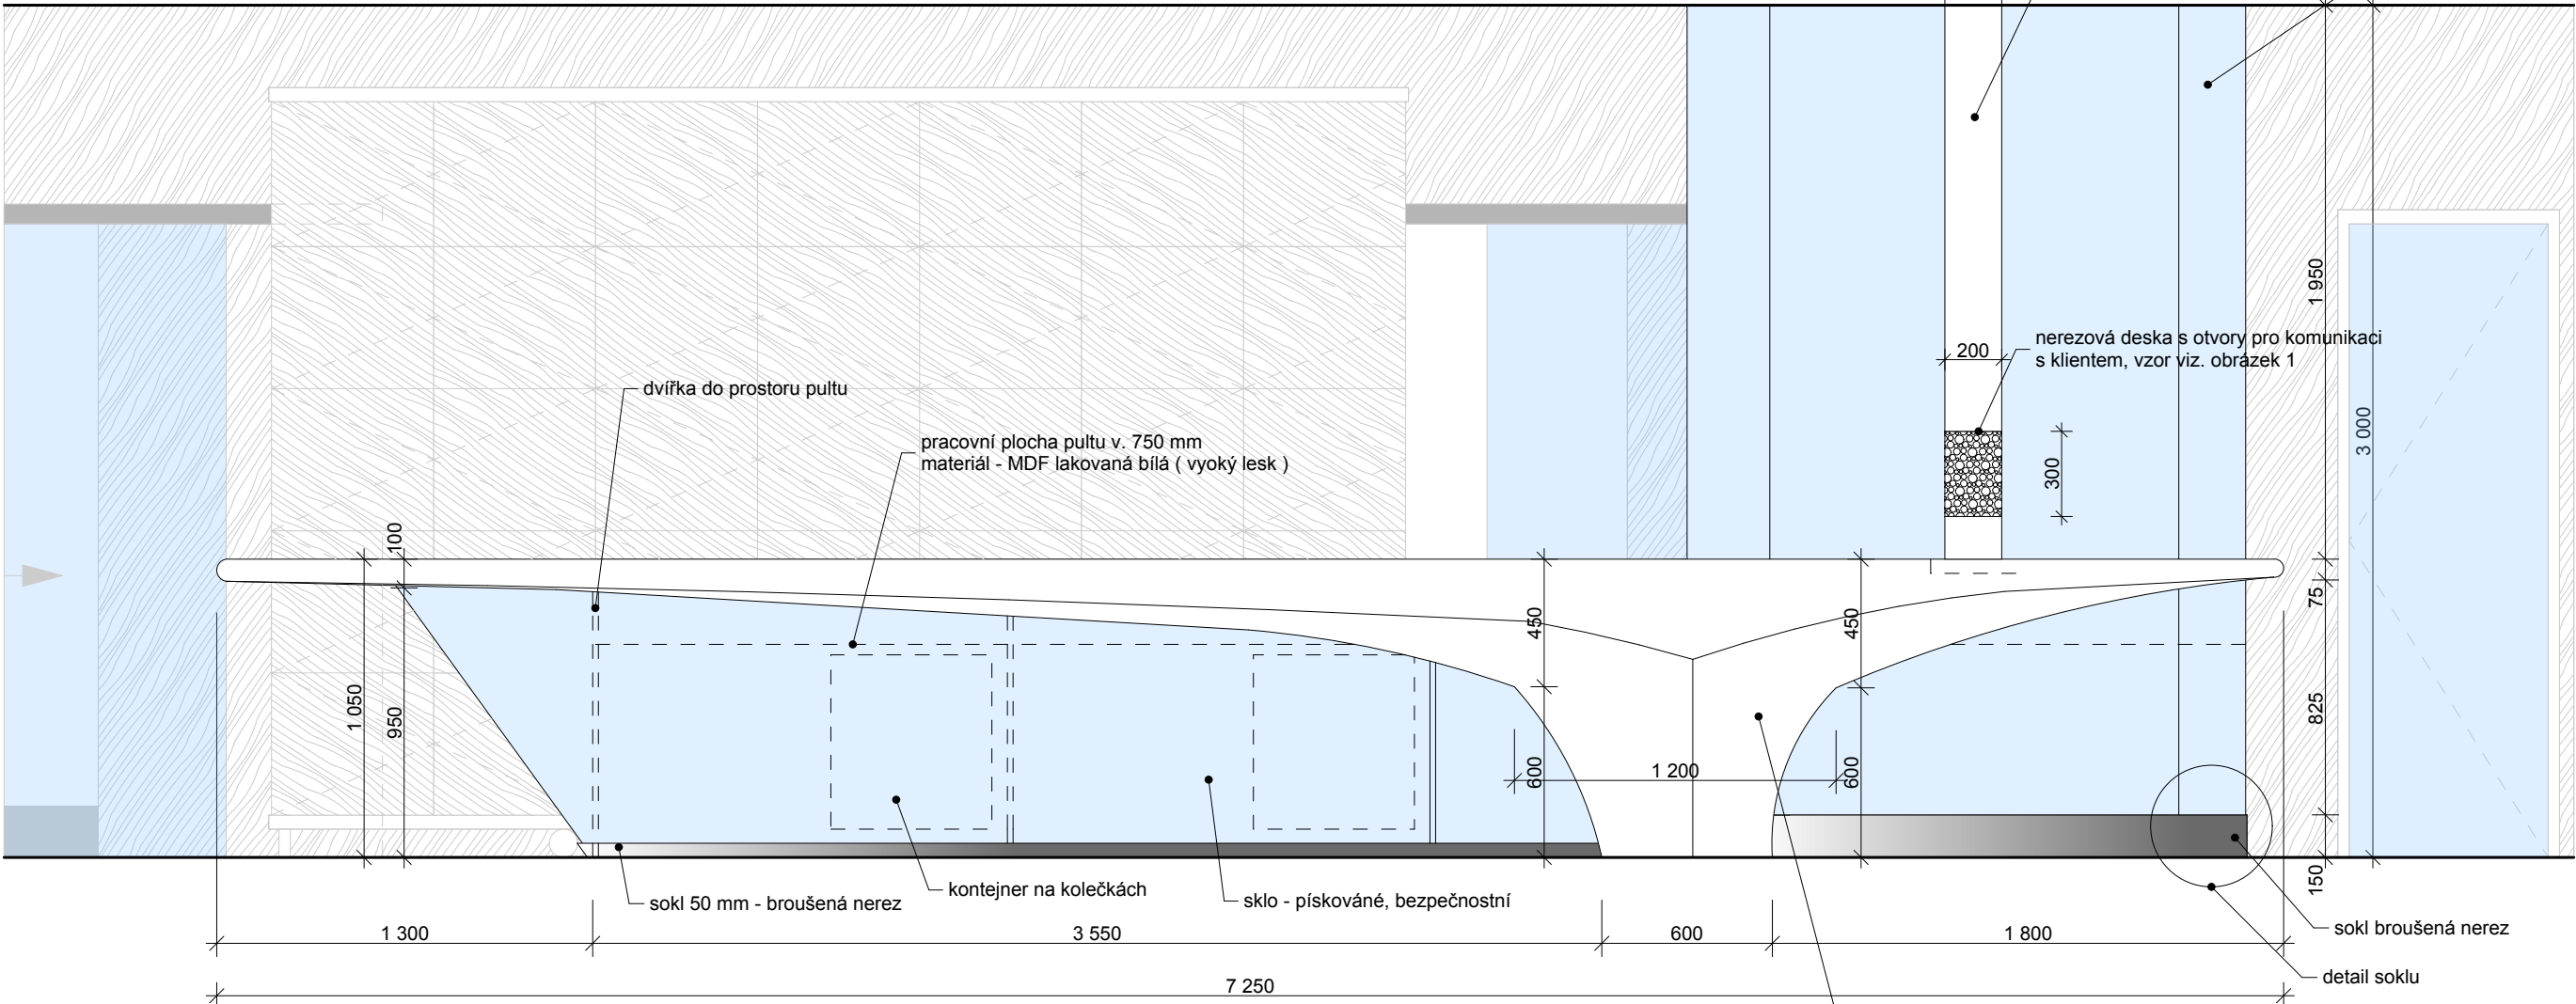 1 950
200
nerezová deska s otvory pro komunikaci
s klientem, vzor viz. obrázek 1
dvířka do prostoru pultu
3 000
pracovní plocha pultu v. 750 mm
materiál - MDF lakovaná bílá ( vyoký lesk )
300
100
75
450
450
1 050
950
825
600
1 200
600
150
sokl 50 mm - broušená nerez
kontejner na kolečkách
sklo - pískováné, bezpečnostní
sokl broušená nerez
1 300
3 550
600
1 800
detail soklu
7 250